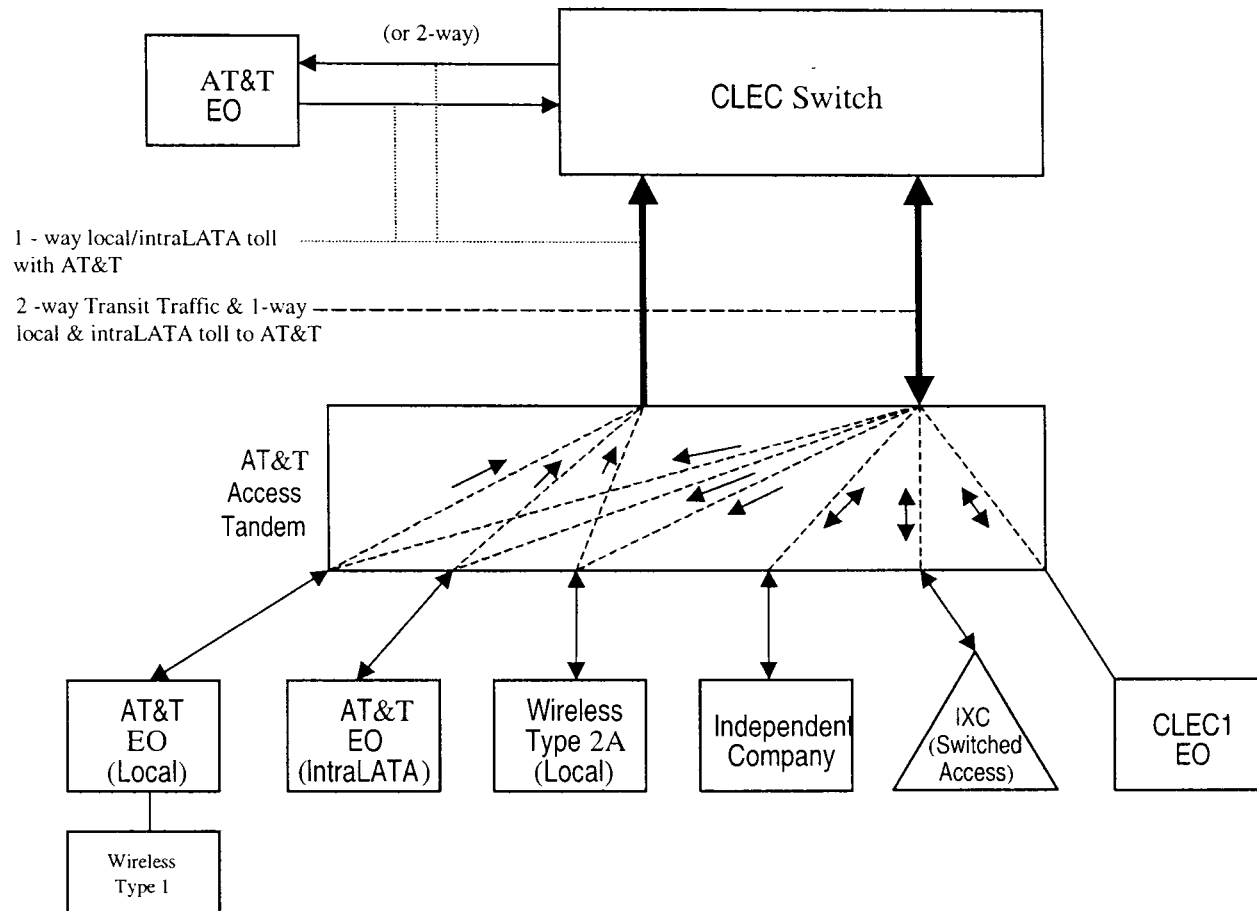 (or 2-way)
AT&T
EO
CLEC Switch
1 - way local/intraLATA toll
with AT&T
2 -way Transit Traffic & 1-way
local & intraLATA toll to AT&T
AT&T
Access
Tandem
AT&T
EO
(Local)
AT&T
EO
(IntraLATA)
Wireless
Type 2A
(Local)
Independent
Company
IXC
(Switched
Access)
CLEC1
EO
Wireless
Type 1